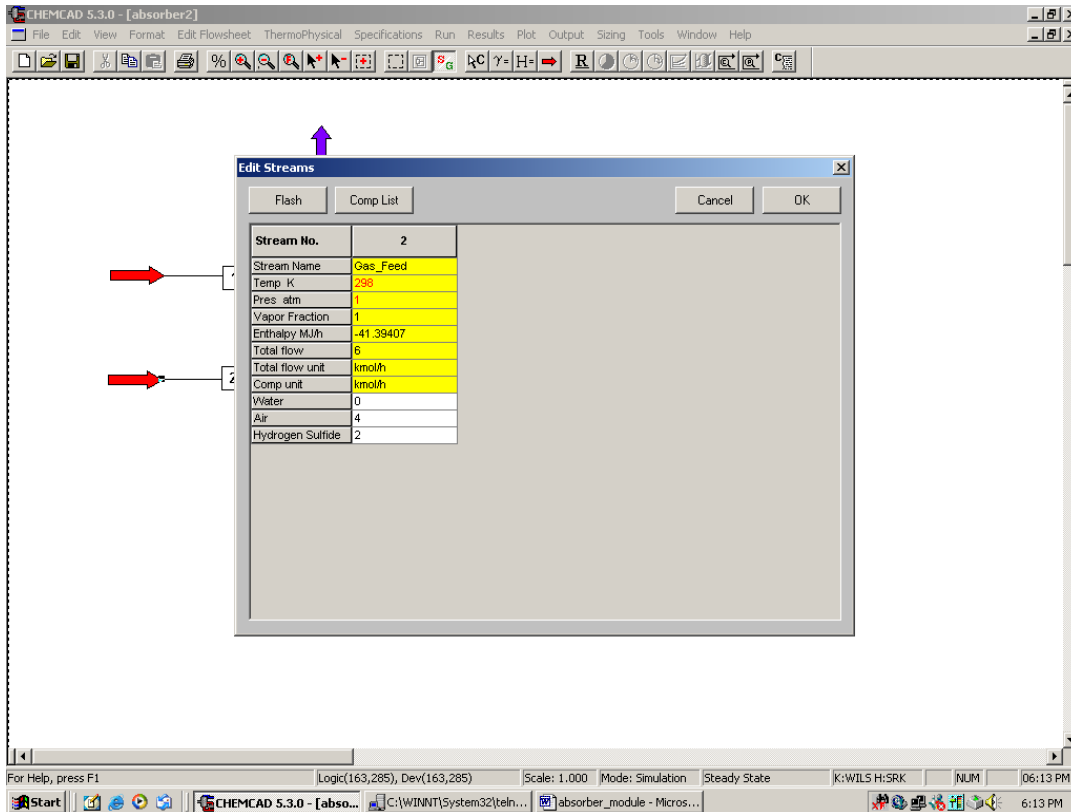 CHEMCAD 5.3.0 - [absorber2]
File Edit View Format Edit Flowsheet ThermoPhysical Specifications Run Results Plot Output Sizing Tools Window Help
% S G C γ= H= R C
Edit Streams
Flash Comp List Cancel OK
Stream No. 2
Stream Name Gas_Feed
Temp K 298
Pres atm 1
Vapor Fraction 1
Enthalpy MJ/h -41.39407
Total flow 6
Total flow unit kmol/h
Comp unit kmol/h
Water 0
Air 4
Hydrogen Sulfide 2
2
For Help, press F1 Logic(163,285), Dev(163,285) Scale: 1.000 Mode: Simulation Steady State K:WILS H:SRK NUM 06:13 PM
Start CHEMCAD 5.3.0 - [abso... C:\WINNT\System32\teln... absorber_module - Micros... 6:13 PM